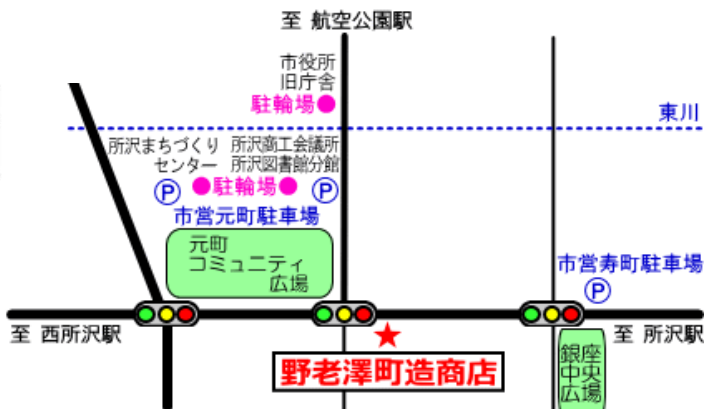 至 航空公園駅
市役所
旧庁舎
駐輪場●
東川
所沢まちづくり
センター
所沢商工会議所
所沢図書館分館
P
●駐輪場●
P
市営元町駐車場
元町
コミュニティ
広場
市営寿町駐車場
P
至 西所沢駅
至 所沢駅
★
野老澤町造商店
銀座
中央
広場